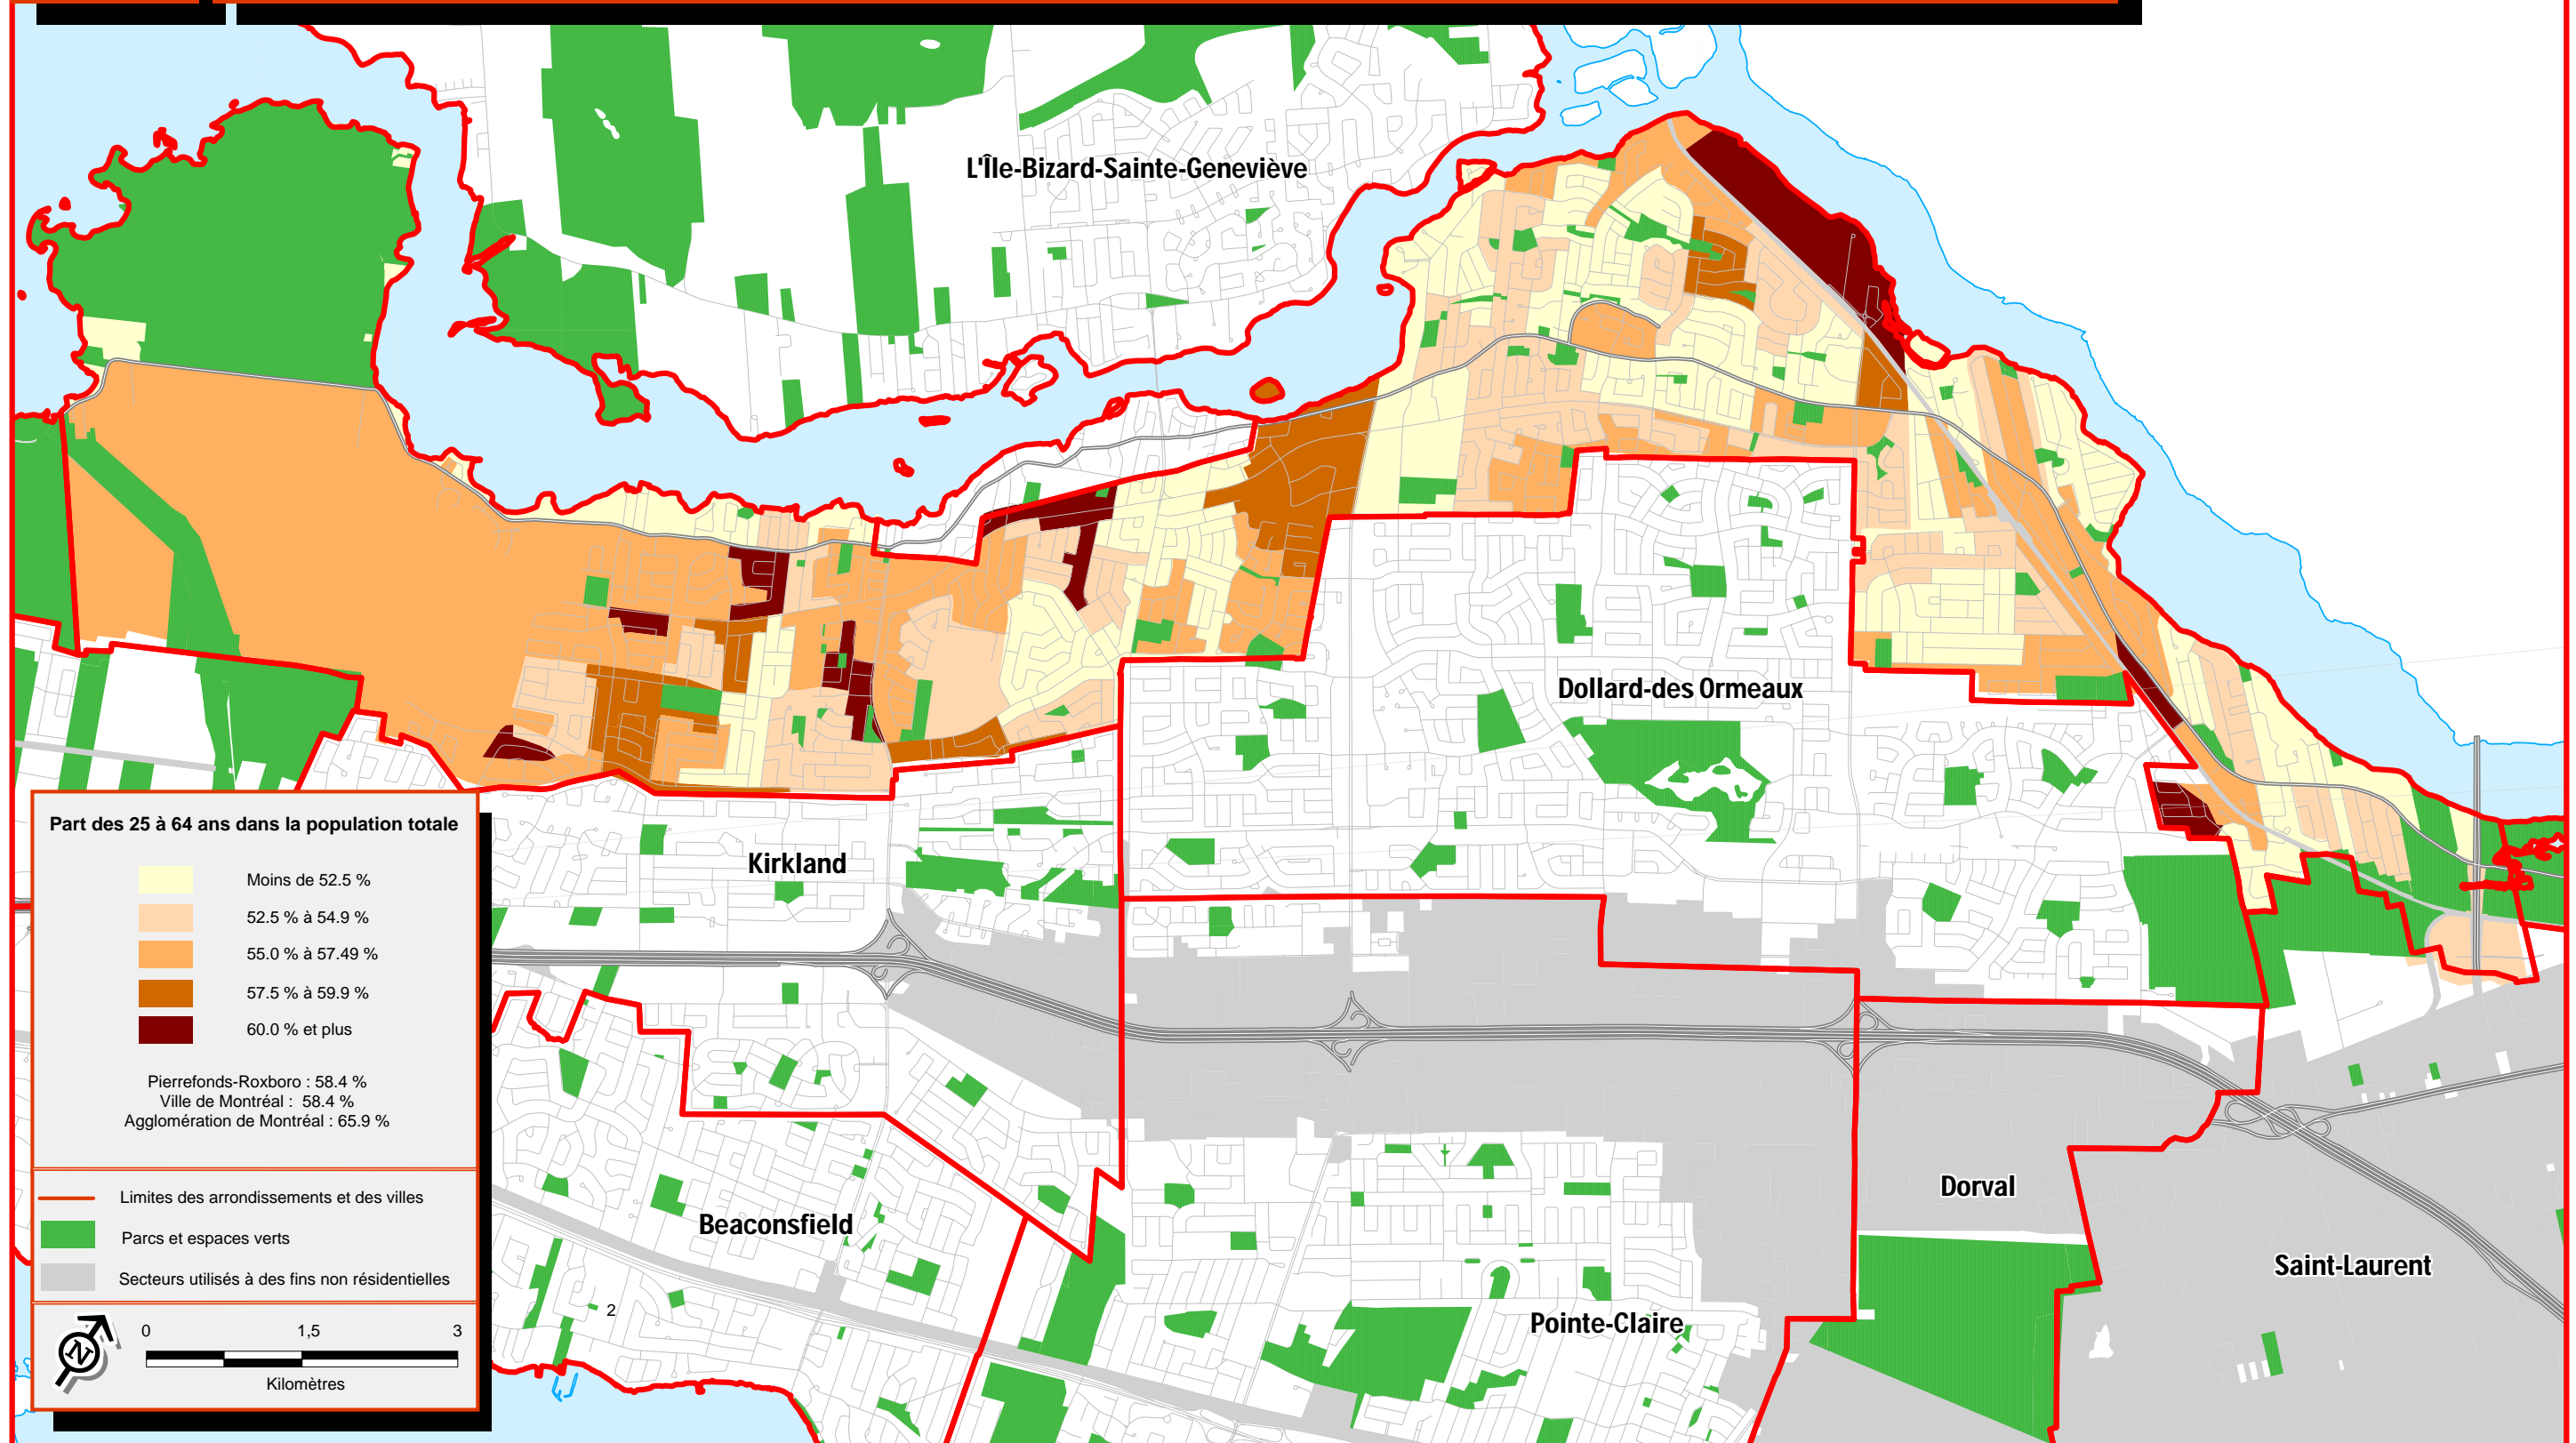 L'Île-Bizard-Sainte-Geneviève
Dollard-des Ormeaux
Kirkland
Beaconsfield
Pointe-Claire
Dorval
Saint-Laurent
2
Part des 25 à 64 ans dans la population totale
Moins de 52.5 %
52.5 % à 54.9 %
55.0 % à 57.49 %
57.5 % à 59.9 %
60.0 % et plus
Pierrefonds-Roxboro : 58.4 %
Ville de Montréal : 58.4 %
Agglomération de Montréal : 65.9 %
Limites des arrondissements et des villes
Parcs et espaces verts
Secteurs utilisés à des fins non résidentielles
N
0 1,5 3
Kilomètres